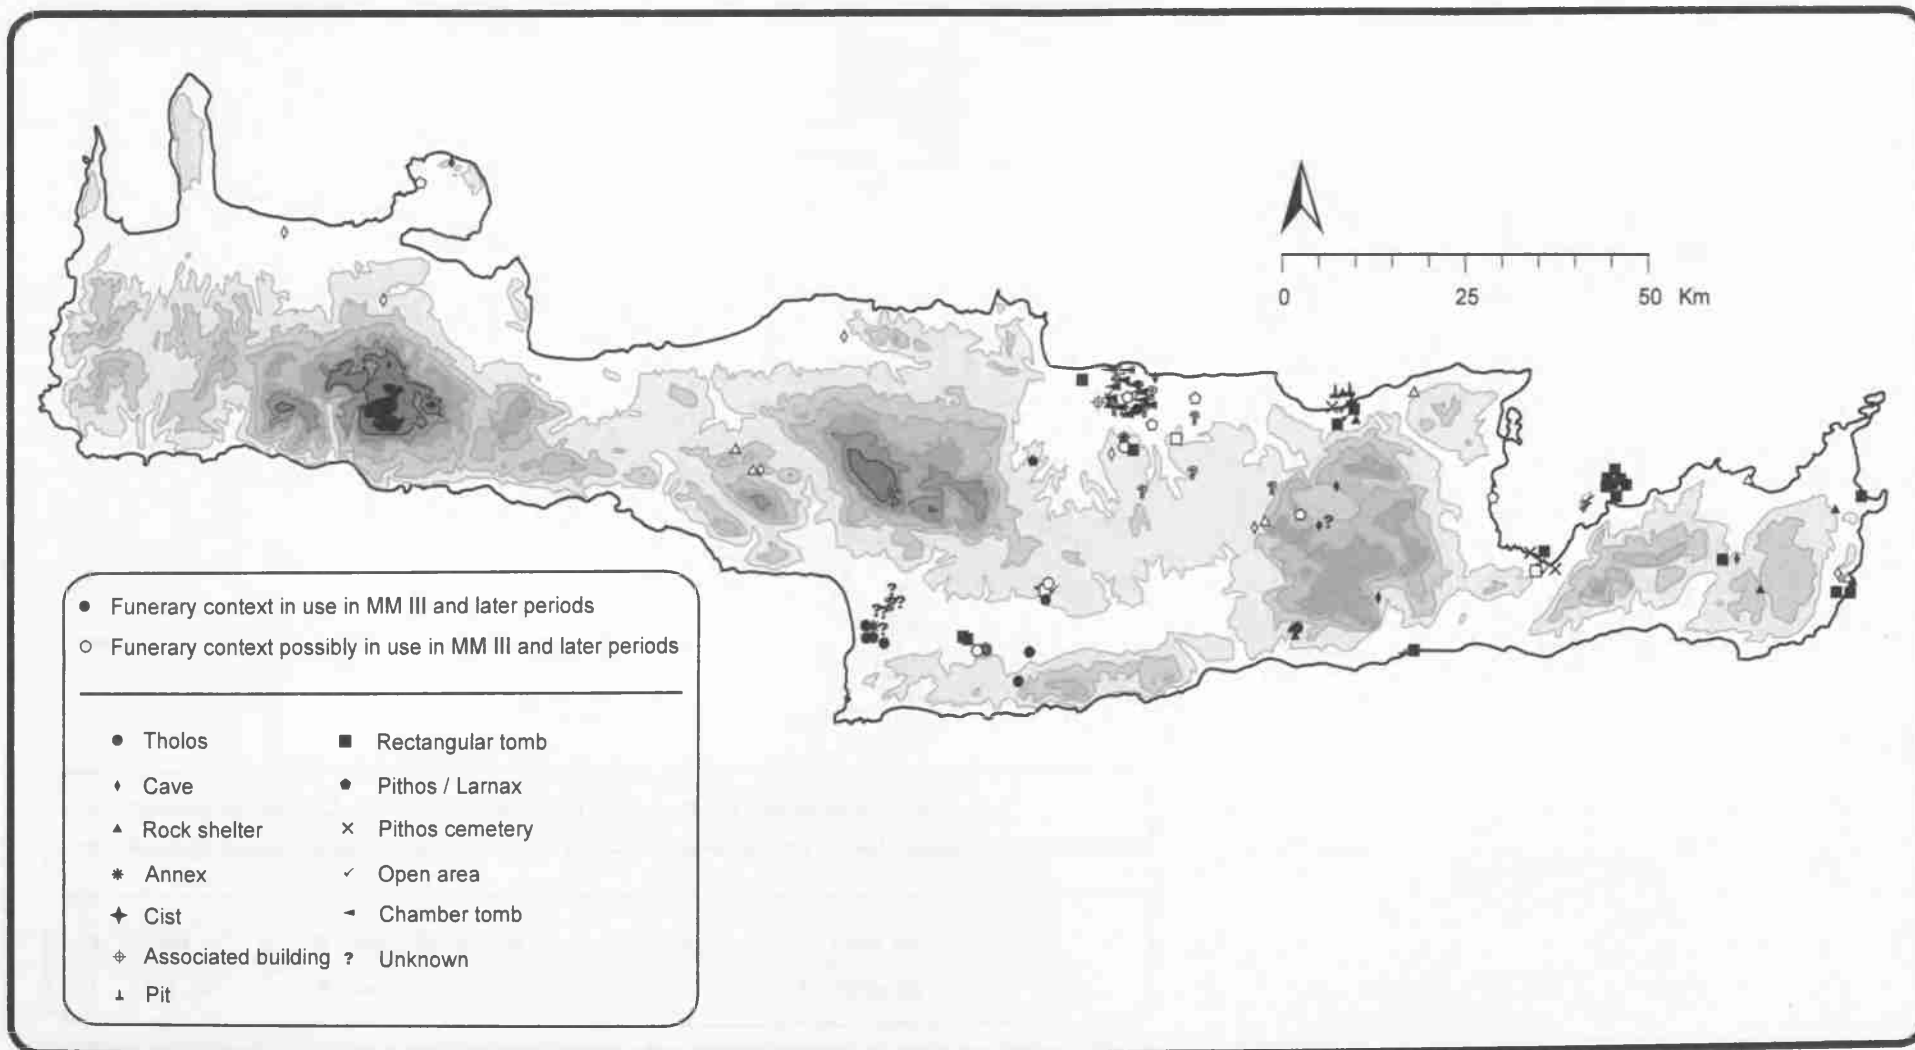 0 25 50 Km
Funerary context in use in MM III and later periods
Funerary context possibly in use in MM III and later periods
Tholos
Cave
Rock shelter
Annex
Cist
Associated building
Pit
Rectangular tomb
Pithos / Larnax
Pithos cemetery
Open area
Chamber tomb
? Unknown